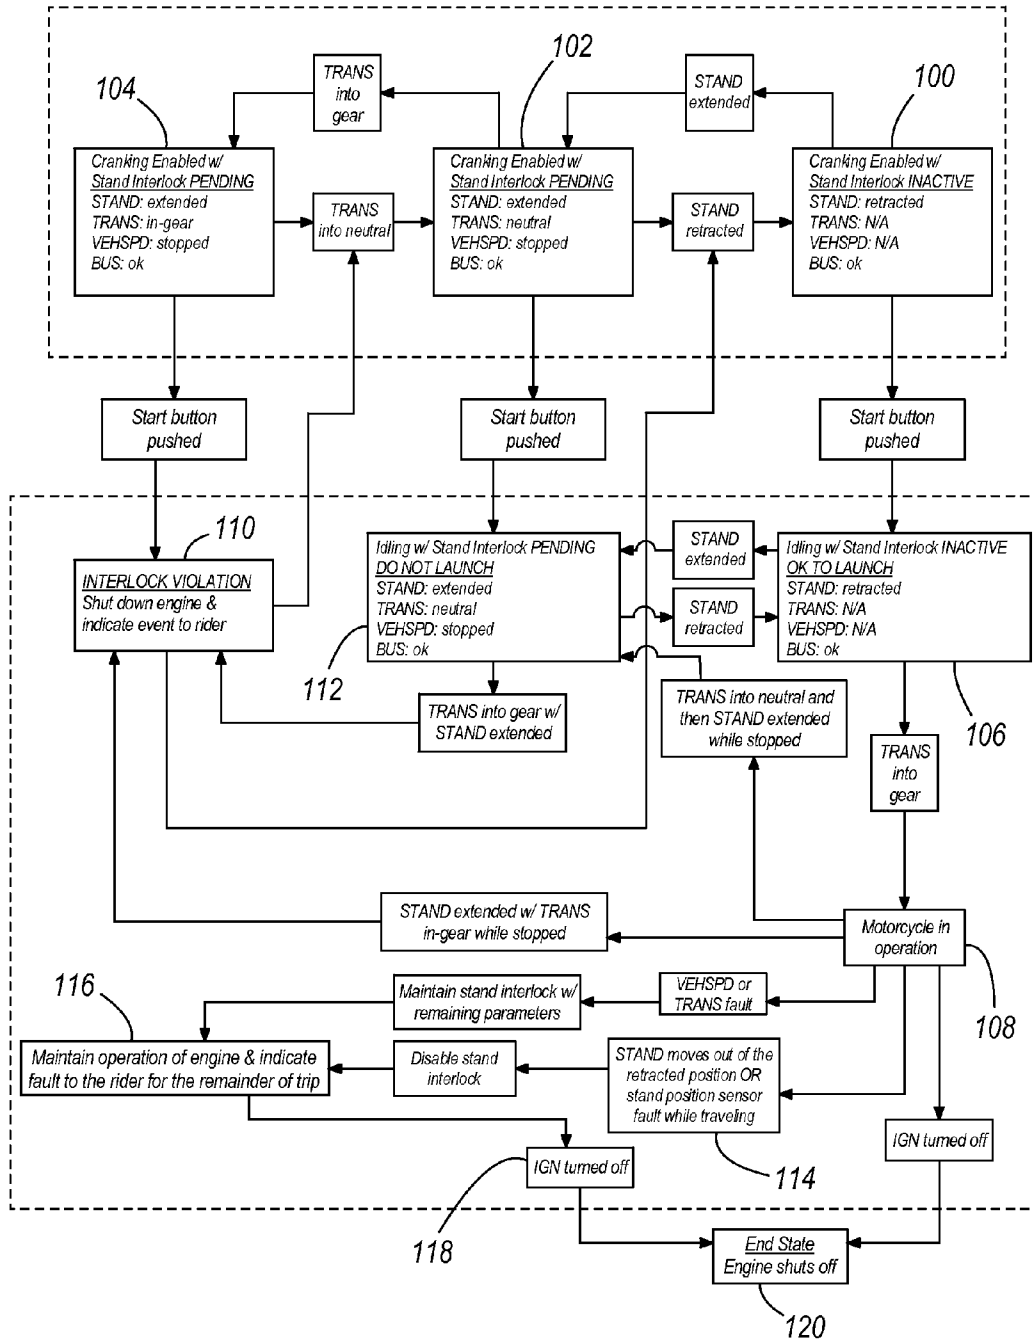 104
102
100
TRANS
into
gear
STAND
extended
Cranking Enabled w/
Stand Interlock PENDING
STAND: extended
TRANS: in-gear
VEHSPD: stopped
BUS: ok
TRANS
into neutral
Cranking Enabled w/
Stand Interlock PENDING
STAND: extended
TRANS: neutral
VEHSPD: stopped
BUS: ok
STAND
retracted
Cranking Enabled w/
Stand Interlock INACTIVE
STAND: retracted
TRANS: N/A
VEHSPD: N/A
BUS: ok
Start button
pushed
Start button
pushed
Start button
pushed
110
INTERLOCK VIOLATION
Shut down engine &
indicate event to rider
Idling w/ Stand Interlock PENDING
DO NOT LAUNCH
STAND: extended
TRANS: neutral
VEHSPD: stopped
BUS: ok
112
STAND
extended
STAND
retracted
Idling w/ Stand Interlock INACTIVE
OK TO LAUNCH
STAND: retracted
TRANS: N/A
VEHSPD: N/A
BUS: ok
106
TRANS into gear w/
STAND extended
TRANS into neutral and
then STAND extended
while stopped
TRANS
into
gear
STAND extended w/ TRANS
in-gear while stopped
Motorcycle in
operation
108
116
Maintain stand interlock w/
remaining parameters
VEHSPD or
TRANS fault
Maintain operation of engine & indicate
fault to the rider for the remainder of trip
Disable stand
interlock
STAND moves out of the
retracted position OR
stand position sensor
fault while traveling
114
IGN turned off
IGN turned off
118
End State
Engine shuts off
120